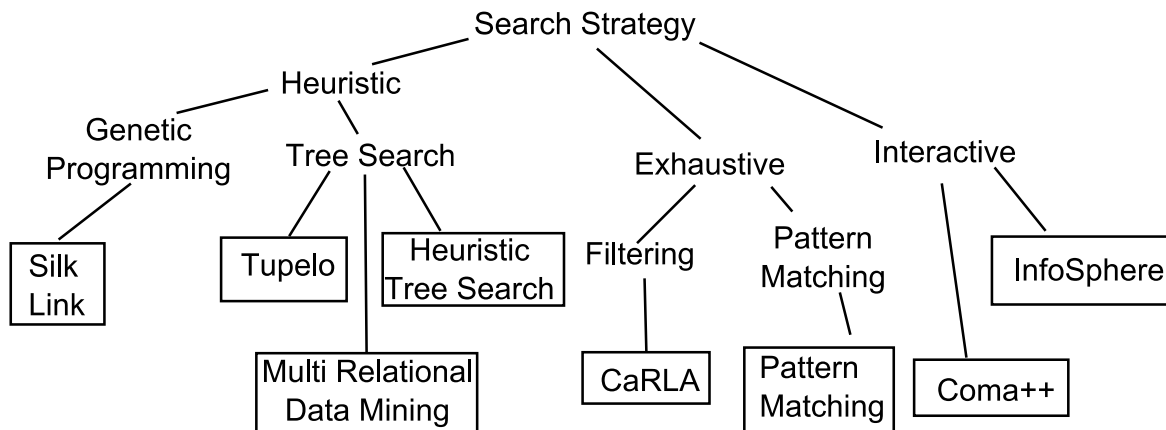 Search Strategy
Heuristic
Genetic
Programming
Tree Search
Exhaustive
Interactive
Silk
Link
Tupelo
Heuristic
Tree Search
Filtering
Pattern
Matching
InfoSphere
Multi Relational
Data Mining
CaRLA
Pattern
Matching
Coma++